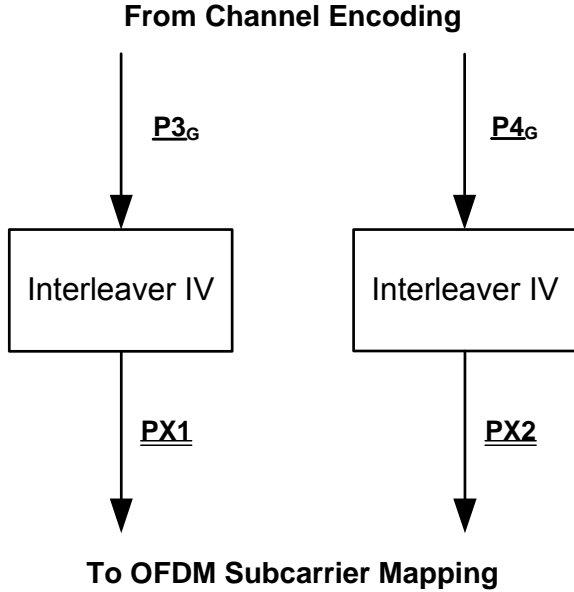 From Channel Encoding
P3G P4G
Interleaver IV Interleaver IV
PX1 PX2
To OFDM Subcarrier Mapping